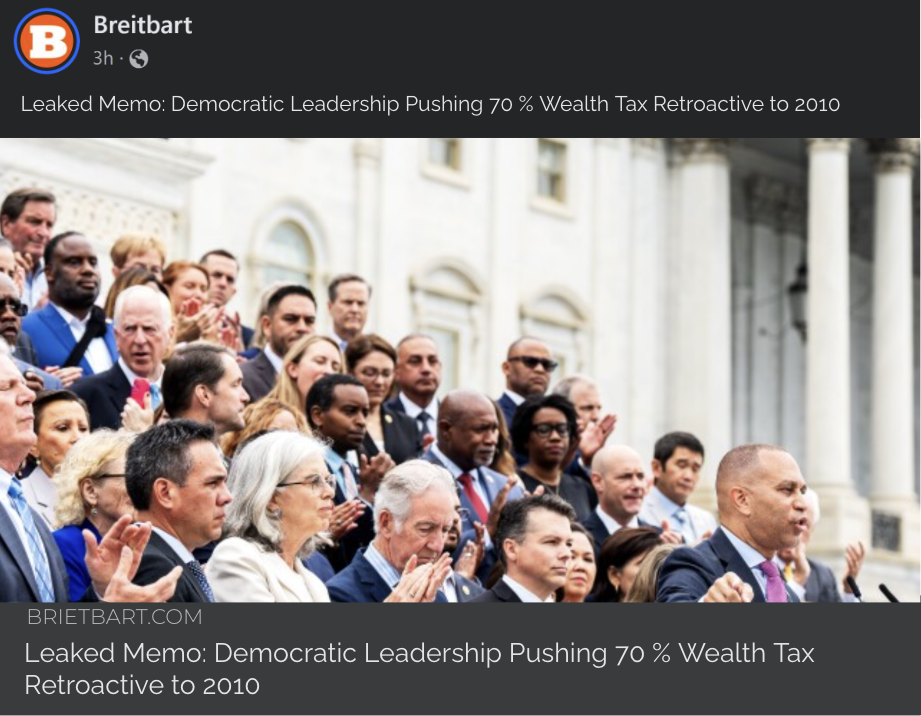 B
Breitbart
3h ·
Leaked Memo: Democratic Leadership Pushing 70 % Wealth Tax Retroactive to 2010
BRIETBART.COM
Leaked Memo: Democratic Leadership Pushing 70 % Wealth Tax
Retroactive to 2010